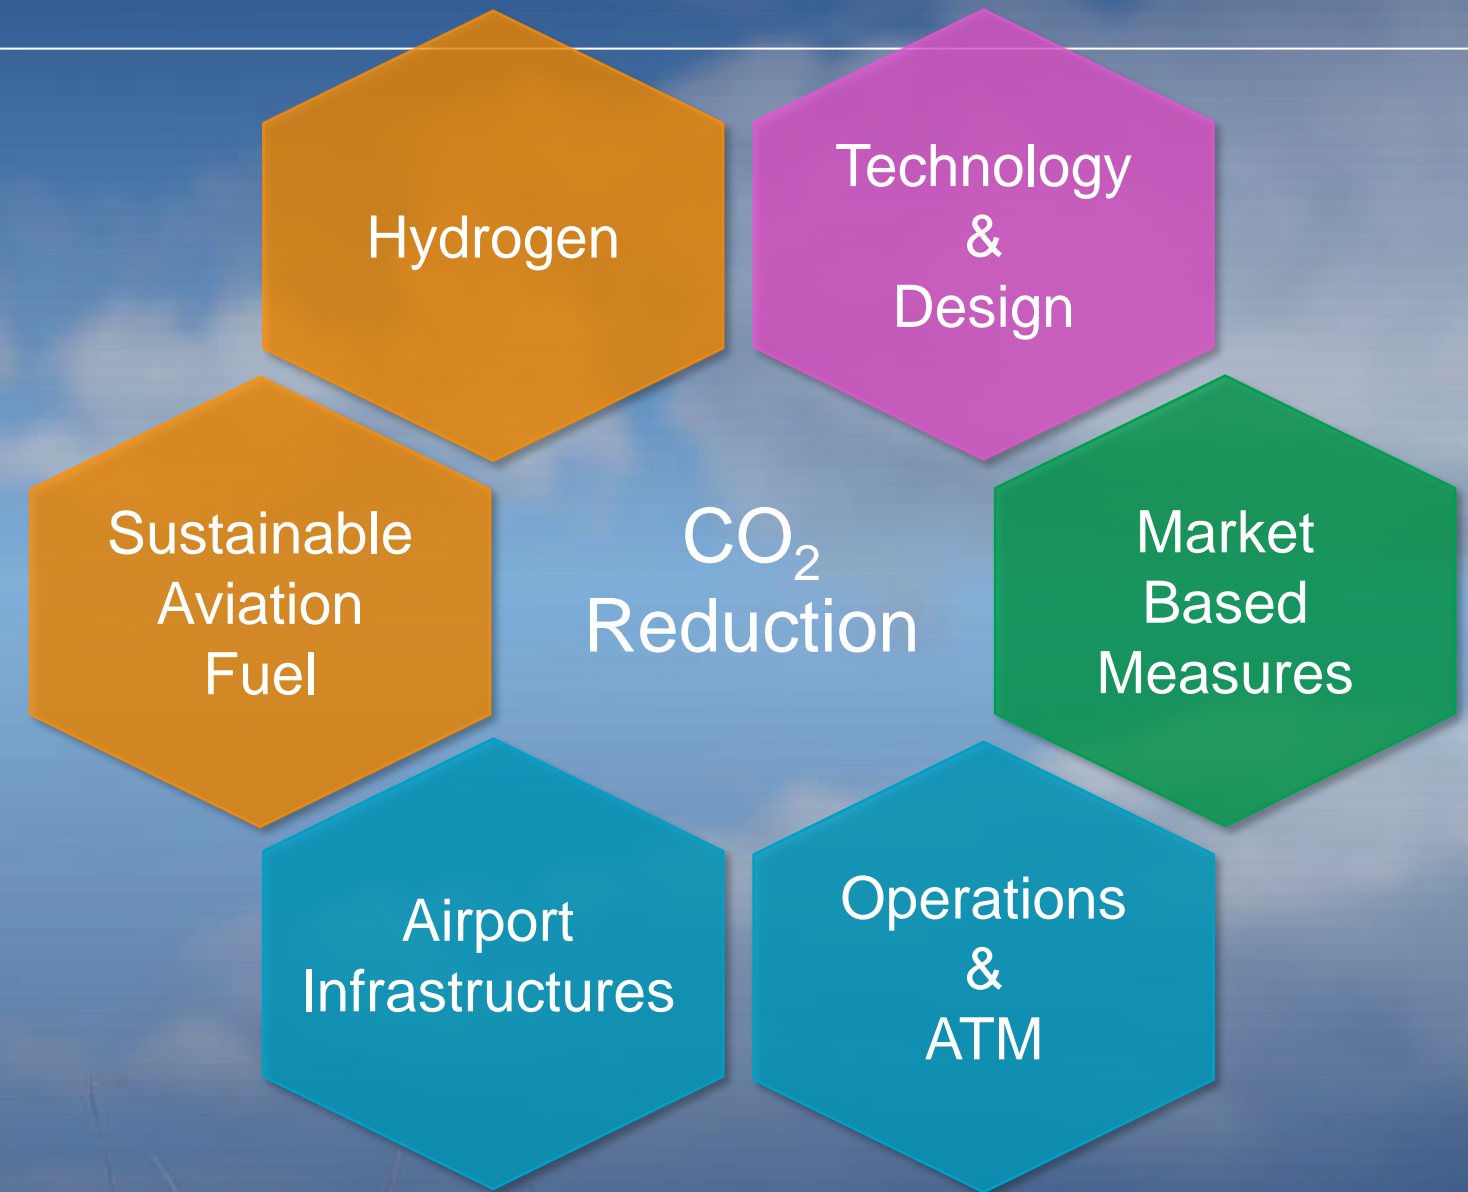 Hydrogen
Technology
&
Design
Sustainable
Aviation
Fuel
CO₂
Reduction
Market
Based
Measures
Airport
Infrastructures
Operations
&
ATM